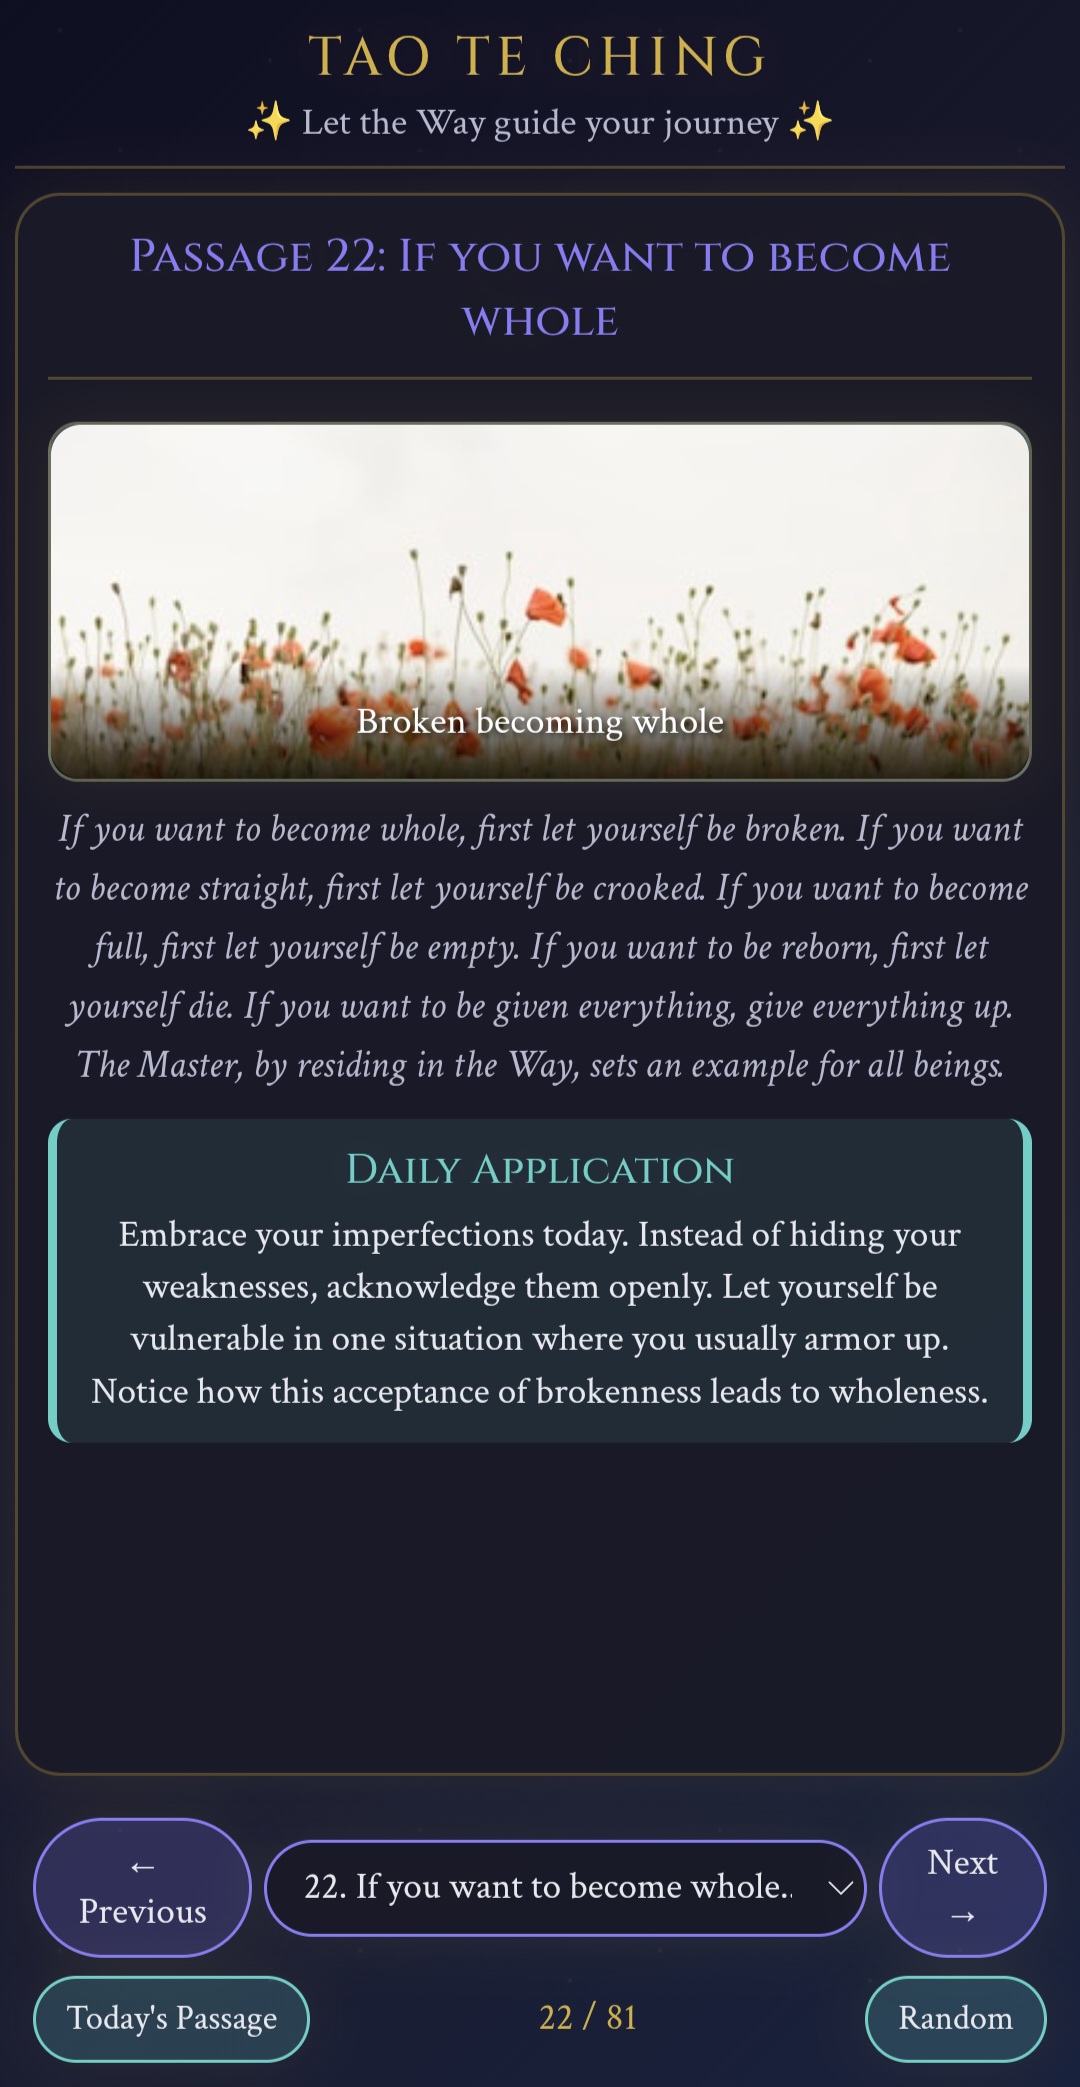 TAO TE CHING
✨ Let the Way guide your journey ✨
Passage 22: If you want to become
whole
Broken becoming whole
If you want to become whole, first let yourself be broken. If you want
to become straight, first let yourself be crooked. If you want to become
full, first let yourself be empty. If you want to be reborn, first let
yourself die. If you want to be given everything, give everything up.
The Master, by residing in the Way, sets an example for all beings.
Daily Application
Embrace your imperfections today. Instead of hiding your
weaknesses, acknowledge them openly. Let yourself be
vulnerable in one situation where you usually armor up.
Notice how this acceptance of brokenness leads to wholeness.
←
Previous
22. If you want to become whole..
Next
→
Today's Passage
22 / 81
Random